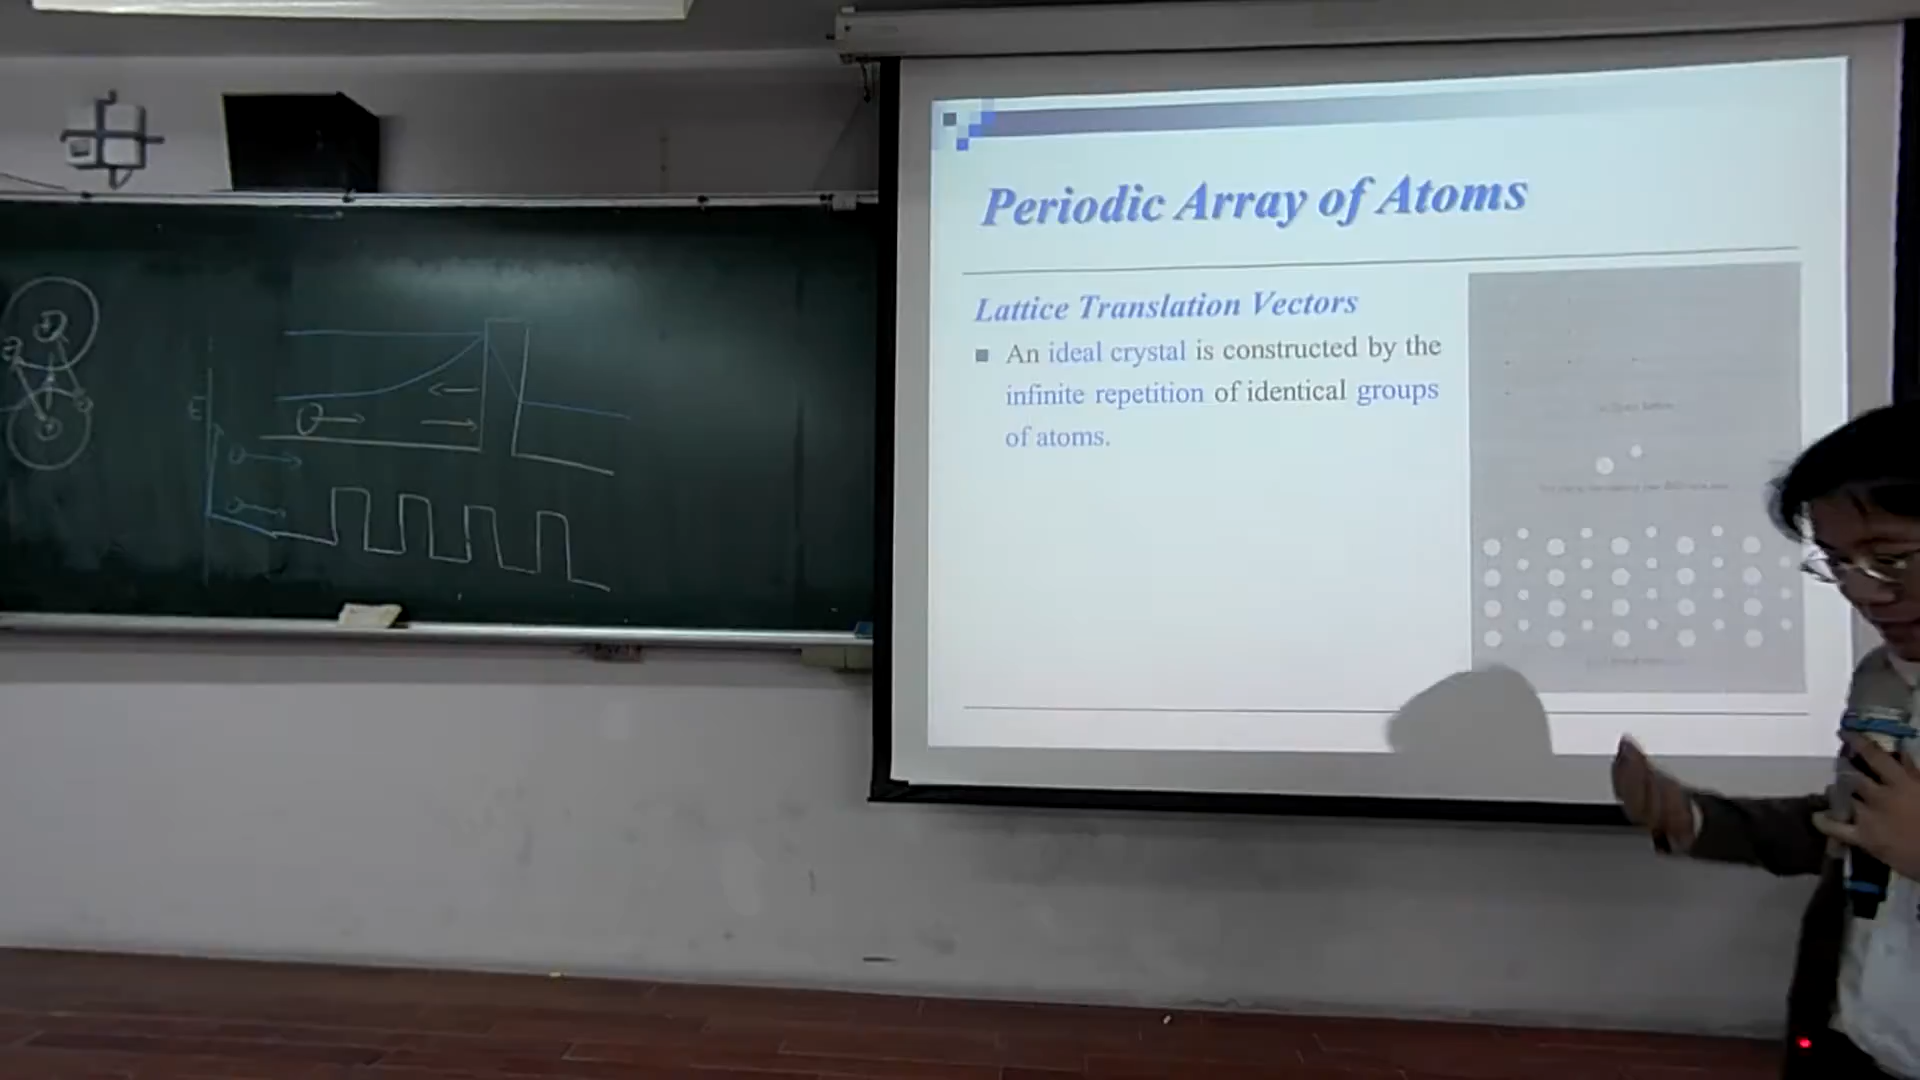 E
Periodic Array of Atoms
Lattice Translation Vectors
An ideal crystal is constructed by the
infinite repetition of identical groups
of atoms.